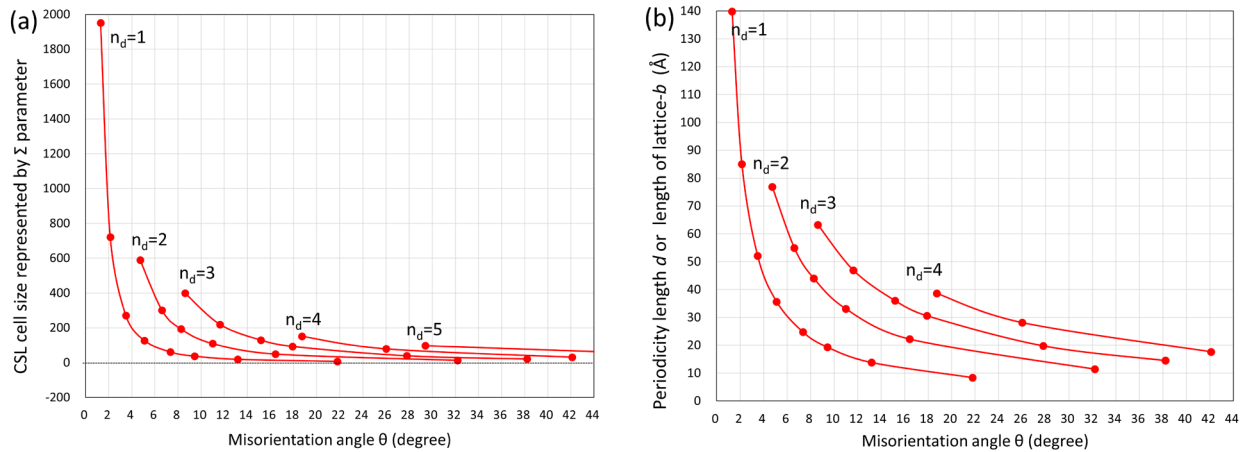 (a)
2000
1800
1600
1400
1200
1000
800
600
400
200
0
-200
CSL cell size represented by Σ parameter
n_d=1
n_d=2
n_d=3
n_d=4
n_d=5
0 2 4 6 8 10 12 14 16 18 20 22 24 26 28 30 32 34 36 38 40 42 44
Misorientation angle θ (degree)
(b)
140
130
120
110
100
90
80
70
60
50
40
30
20
10
0
Periodicity length d or length of lattice-b (Å)
n_d=1
n_d=2
n_d=3
n_d=4
0 2 4 6 8 10 12 14 16 18 20 22 24 26 28 30 32 34 36 38 40 42 44
Misorientation angle θ (degree)